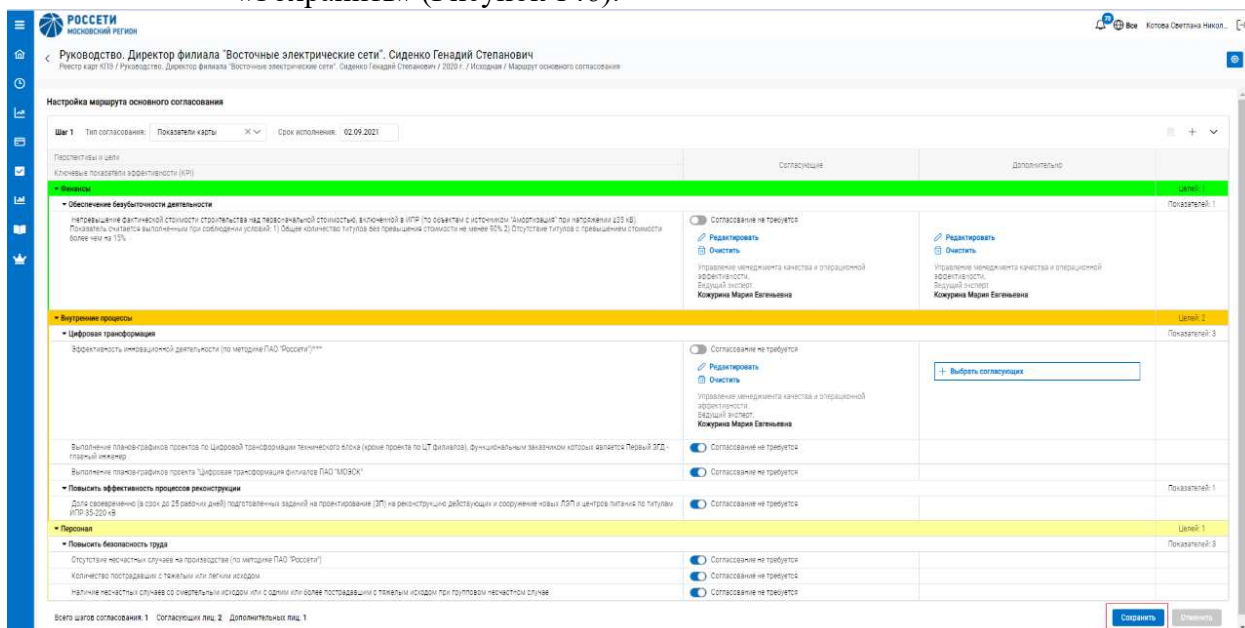 «Сохранить» (Рисунок 140).
РОССЕТИ
МОСКОВСКИЙ РЕГИОН
70
Все Котова Светлана Никол...
Руководство. Директор филиала "Восточные электрические сети". Сиденко Генадий Степанович
Реестр карт КПЭ / Руководство. Директор филиала "Восточные электрические сети". Сиденко Генадий Степанович / 2020 г. / Исходная / Маршрут основного согласования
Настройка маршрута основного согласования
Шаг 1 Тип согласования: Показатели карты Срок исполнения: 02.09.2021
Перспективы и цели
Ключевые показатели эффективности (KPI)
Согласующие
Дополнительно
Финансы
Целей: 1
Обеспечение безубыточности деятельности
Показателей: 1
Непревышение фактической стоимости строительства над первоначальной стоимостью, включенной в ИПР (по объектам с источником "Амортизация" при напряжении ≥35 кВ).
Показатель считается выполненным при соблюдении условий: 1) Общее количество титулов без превышения стоимости не менее 90% 2) Отсутствие титулов с превышением стоимости
более чем на 15%
Согласование не требуется
Редактировать
Очистить
Управление менеджмента качества и операционной
эффективности.
Ведущий эксперт.
Кожурина Мария Евгеньевна
Редактировать
Очистить
Управление менеджмента качества и операционной
эффективности.
Ведущий эксперт
Кожурина Мария Евгеньевна
Внутренние процессы
Целей: 2
Цифровая трансформация
Показателей: 3
Эффективность инновационной деятельности (по методике ПАО "Россети")***
Согласование не требуется
Редактировать
Очистить
Управление менеджмента качества и операционной
эффективности.
Ведущий эксперт.
Кожурина Мария Евгеньевна
+ Выбрать согласующих
Выполнение планов-графиков проектов по Цифровой трансформации технического блока (кроме проекта по ЦТ филиалов), функциональным заказчиком которых является Первый ЗГД -
главный инженер
Согласование не требуется
Выполнение планов-графиков проекта "Цифровая трансформация филиалов ПАО "МОЭСК"
Согласование не требуется
Повысить эффективность процессов реконструкции
Показателей: 1
Доля своевременно (в срок до 25 рабочих дней) подготовленных заданий на проектирование (ЗП) на реконструкцию действующих и сооружение новых ЛЭП и центров питания по титулам
ИПР 35-220 кВ
Согласование не требуется
Персонал
Целей: 1
Повысить безопасность труда
Показателей: 3
Отсутствие несчастных случаев на производстве (по методике ПАО "Россети")
Согласование не требуется
Количество пострадавших с тяжелым или легким исходом
Согласование не требуется
Наличие несчастных случаев со смертельным исходом или с одним или более пострадавшим с тяжелым исходом при групповом несчастном случае
Согласование не требуется
Всего шагов согласования: 1 Согласующих лиц: 2 Дополнительных лиц: 1
Сохранить
Отменить